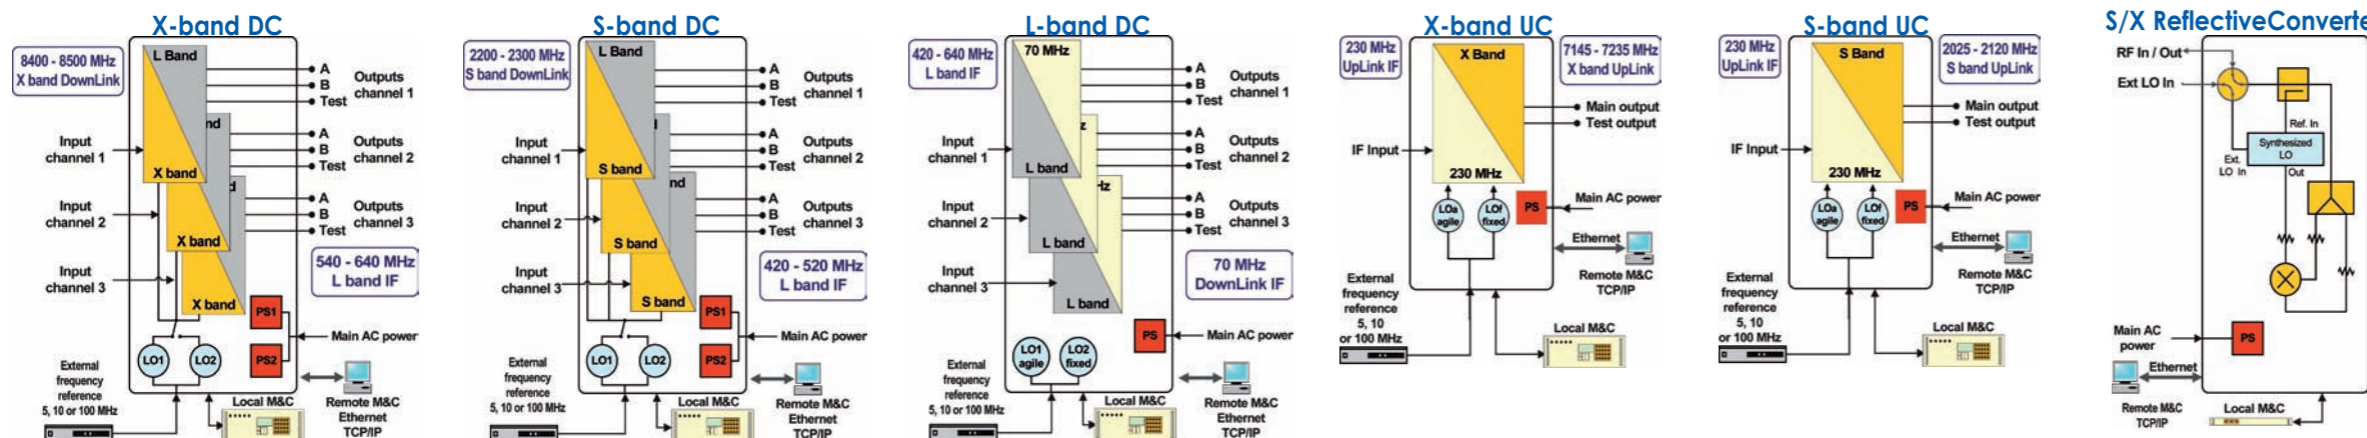 X-band DC
8400 - 8500 MHz
X band DownLink
L Band
X band
nd
X band
d
X band
A
B
Test
Outputs
channel 1
A
B
Test
Outputs
channel 2
A
B
Test
Outputs
channel 3
Input
channel 1
Input
channel 2
Input
channel 3
540 - 640 MHz
L band IF
PS1
PS2
LO1
LO2
Main AC power
External
frequency
reference
5, 10 or 100 MHz
Local M&C
Remote M&C
Ethernet
TCP/IP
S-band DC
2200 - 2300 MHz
S band DownLink
L Band
S band
l
S band
nd
S band
A
B
Test
Outputs
channel 1
A
B
Test
Outputs
channel 2
A
B
Test
Outputs
channel 3
Input
channel 1
Input
channel 2
Input
channel 3
420 - 520 MHz
L band IF
PS1
PS2
LO1
LO2
Main AC power
External
frequency
reference
5, 10 or 100 MHz
Local M&C
Remote M&C
Ethernet
TCP/IP
L-band DC
420 - 640 MHz
L band IF
70 MHz
L band
z
L band
Hz
L band
A
B
Test
Outputs
channel 1
A
B
Test
Outputs
channel 2
A
B
Test
Outputs
channel 3
Input
channel 1
Input
channel 2
Input
channel 3
70 MHz
DownLink IF
PS
LO1
agile
LO2
fixed
Main AC power
External
frequency
reference
5, 10 or 100 MHz
Local M&C
Remote M&C
Ethernet
TCP/IP
X-band UC
230 MHz
UpLink IF
X Band
230 MHz
7145 - 7235 MHz
X band UpLink
Main output
Test output
IF Input
LOa
agile
LOf
fixed
PS
Main AC power
Ethernet
Remote M&C
TCP/IP
External
frequency
reference
5, 10
or 100 MHz
Local M&C
S-band UC
230 MHz
UpLink IF
S Band
230 MHz
2025 - 2120 MHz
S band UpLink
Main output
Test output
IF Input
LOa
agile
LOf
fixed
PS
Main AC power
Ethernet
Remote M&C
TCP/IP
External
frequency
reference
5, 10
or 100 MHz
Local M&C
S/X ReflectiveConverte
RF In / Out
Ext LO In
Ref. In
Synthesized
LO
Ext.
LO In
Out
Main AC
power
PS
Ethernet
Remote M&C
TCP/IP
Local M&C